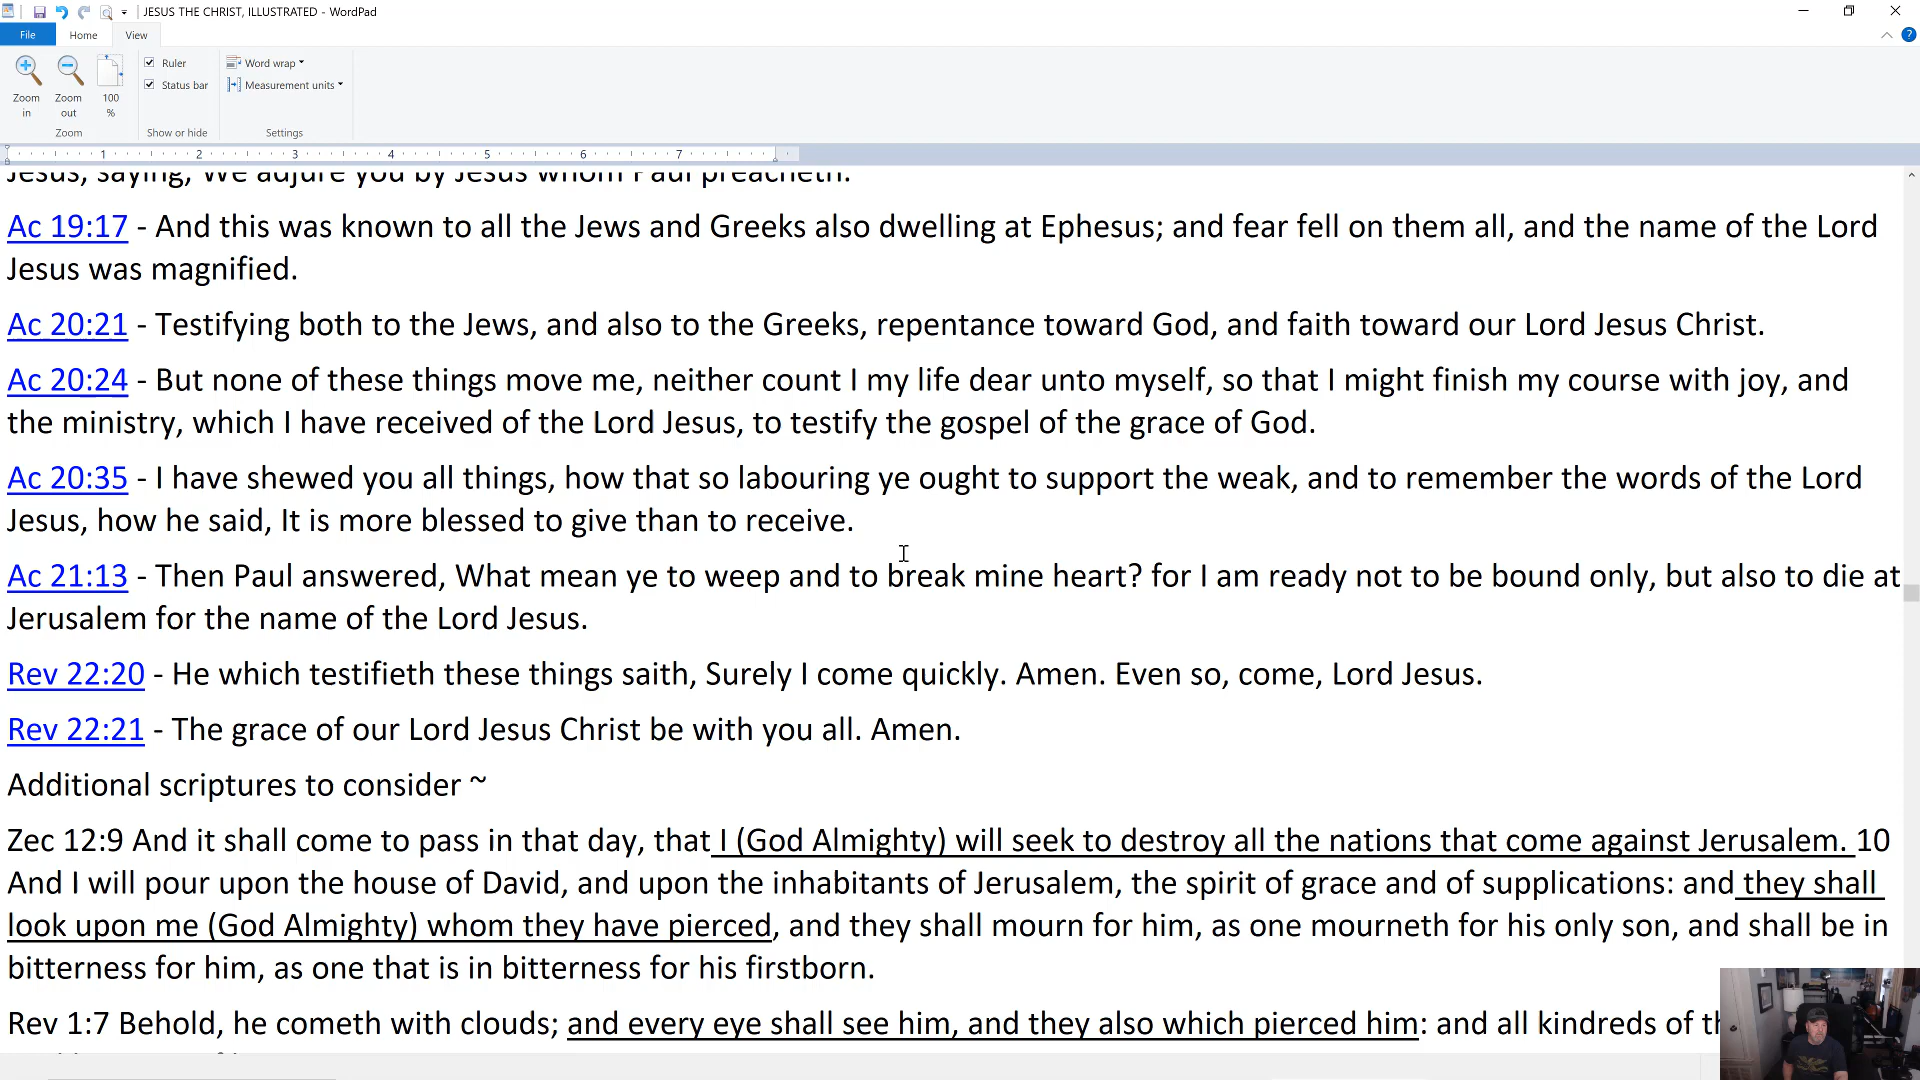 JESUS THE CHRIST, ILLUSTRATED - WordPad
File Home View
Zoom in Zoom out 100 % Ruler Status bar Word wrap Measurement units
Zoom Show or hide Settings
1 2 3 4 5 6 7
Jesus, saying, We adjure you by Jesus whom Paul preacheth.
Ac 19:17 - And this was known to all the Jews and Greeks also dwelling at Ephesus; and fear fell on them all, and the name of the Lord
Jesus was magnified.
Ac 20:21 - Testifying both to the Jews, and also to the Greeks, repentance toward God, and faith toward our Lord Jesus Christ.
Ac 20:24 - But none of these things move me, neither count I my life dear unto myself, so that I might finish my course with joy, and
the ministry, which I have received of the Lord Jesus, to testify the gospel of the grace of God.
Ac 20:35 - I have shewed you all things, how that so labouring ye ought to support the weak, and to remember the words of the Lord
Jesus, how he said, It is more blessed to give than to receive.
Ac 21:13 - Then Paul answered, What mean ye to weep and to break mine heart? for I am ready not to be bound only, but also to die at
Jerusalem for the name of the Lord Jesus.
Rev 22:20 - He which testifieth these things saith, Surely I come quickly. Amen. Even so, come, Lord Jesus.
Rev 22:21 - The grace of our Lord Jesus Christ be with you all. Amen.
Additional scriptures to consider ~
Zec 12:9 And it shall come to pass in that day, that I (God Almighty) will seek to destroy all the nations that come against Jerusalem. 10
And I will pour upon the house of David, and upon the inhabitants of Jerusalem, the spirit of grace and of supplications: and they shall
look upon me (God Almighty) whom they have pierced, and they shall mourn for him, as one mourneth for his only son, and shall be in
bitterness for him, as one that is in bitterness for his firstborn.
Rev 1:7 Behold, he cometh with clouds; and every eye shall see him, and they also which pierced him: and all kindreds of